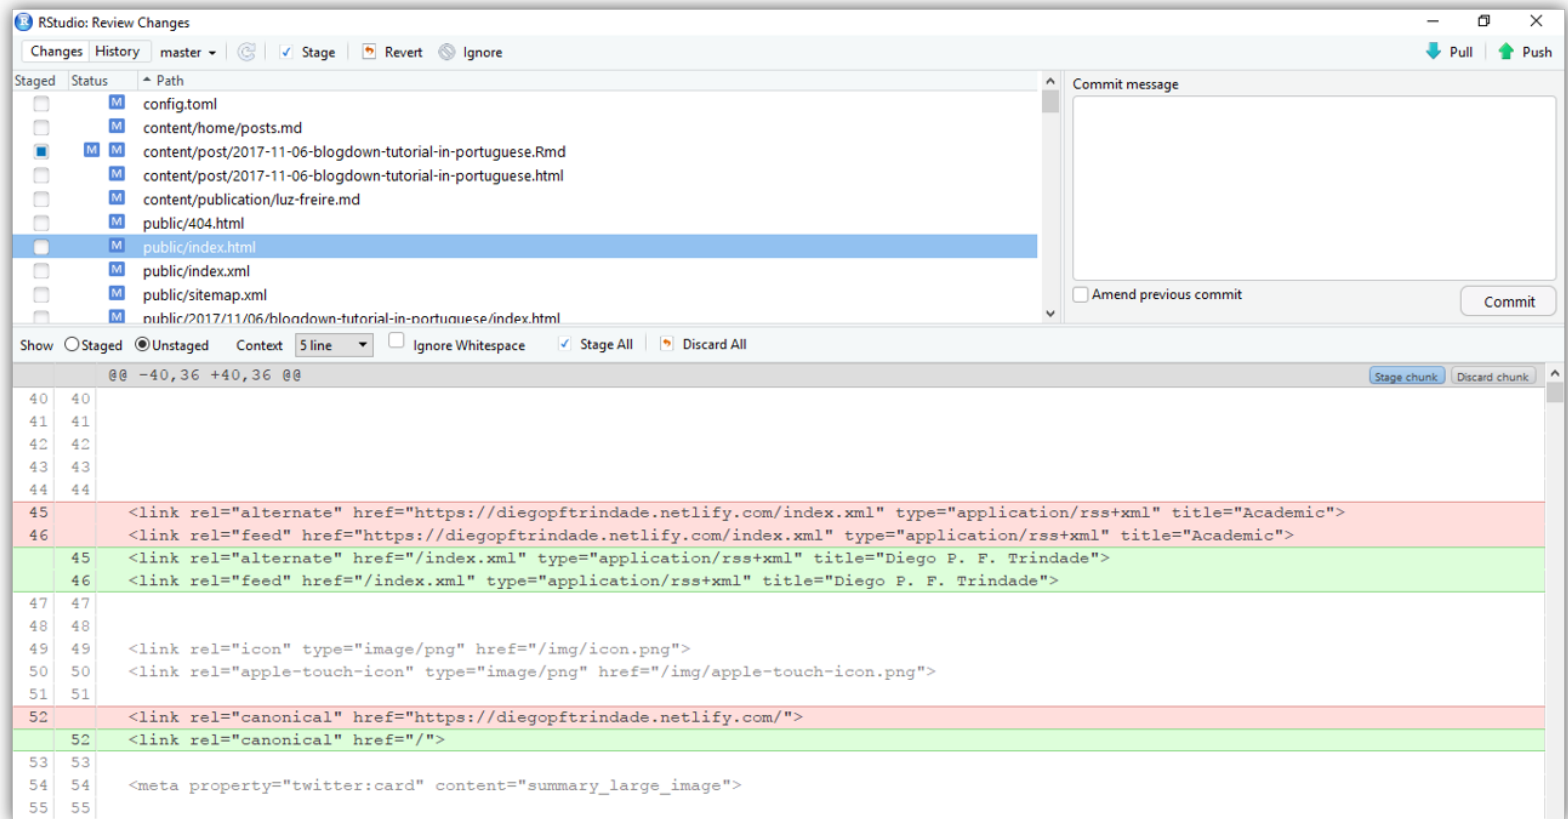 RStudio: Review Changes
Changes History master Stage Revert Ignore Pull Push
Staged Status Path
M config.toml
M content/home/posts.md
M M content/post/2017-11-06-blogdown-tutorial-in-portuguese.Rmd
M content/post/2017-11-06-blogdown-tutorial-in-portuguese.html
M content/publication/luz-freire.md
M public/404.html
M public/index.html
M public/index.xml
M public/sitemap.xml
M public/2017/11/06/blogdown-tutorial-in-portuguese/index.html
Commit message
Amend previous commit
Commit
Show Staged Unstaged Context 5 line Ignore Whitespace Stage All Discard All
@@ -40,36 +40,36 @@ Stage chunk Discard chunk
40 40
41 41
42 42
43 43
44 44
45 <link rel="alternate" href="https://diegopftrindade.netlify.com/index.xml" type="application/rss+xml" title="Academic">
46 <link rel="feed" href="https://diegopftrindade.netlify.com/index.xml" type="application/rss+xml" title="Academic">
45 <link rel="alternate" href="/index.xml" type="application/rss+xml" title="Diego P. F. Trindade">
46 <link rel="feed" href="/index.xml" type="application/rss+xml" title="Diego P. F. Trindade">
47 47
48 48
49 49 <link rel="icon" type="image/png" href="/img/icon.png">
50 50 <link rel="apple-touch-icon" type="image/png" href="/img/apple-touch-icon.png">
51 51
52 <link rel="canonical" href="https://diegopftrindade.netlify.com/">
52 <link rel="canonical" href="/">
53 53
54 54 <meta property="twitter:card" content="summary_large_image">
55 55